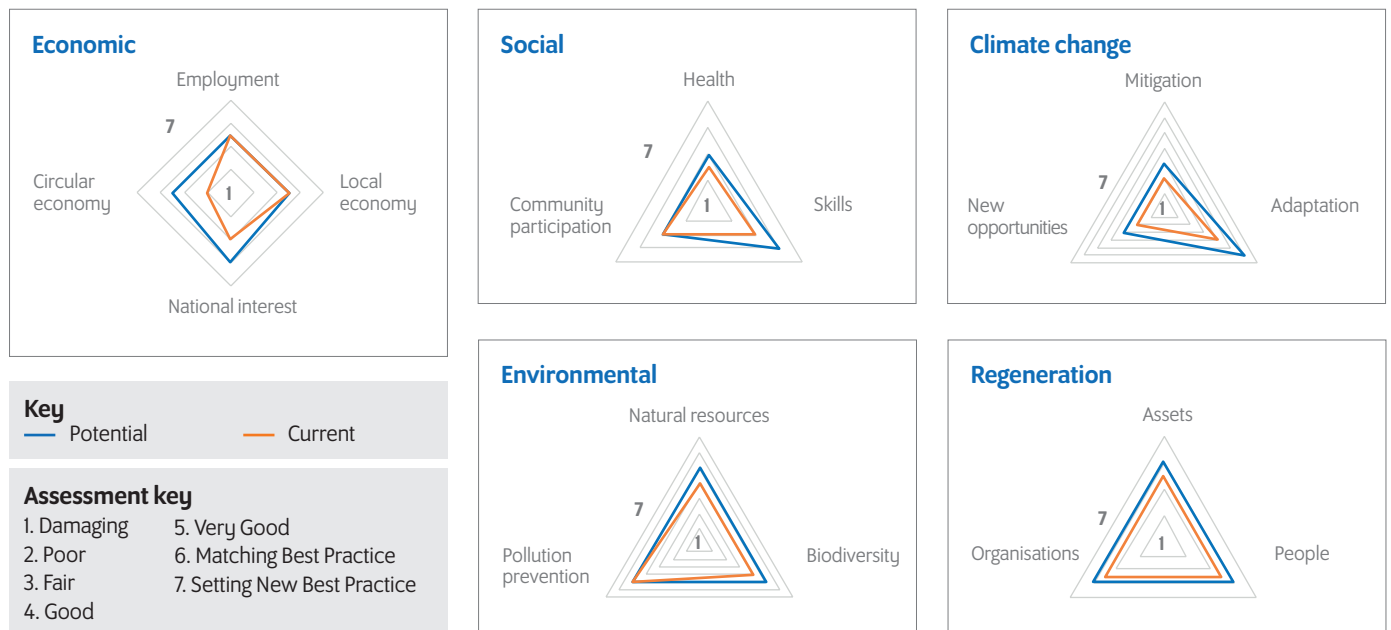 Economic
Employment
7
Circular
economy
1
Local
economy
National interest
Social
Health
7
Community
participation
1
Skills
Climate change
Mitigation
7
New
opportunities
1
Adaptation
Key
Potential
Current
Assessment key
1. Damaging
2. Poor
3. Fair
4. Good
5. Very Good
6. Matching Best Practice
7. Setting New Best Practice
Environmental
Natural resources
7
Pollution
prevention
1
Biodiversity
Regeneration
Assets
7
Organisations
1
People